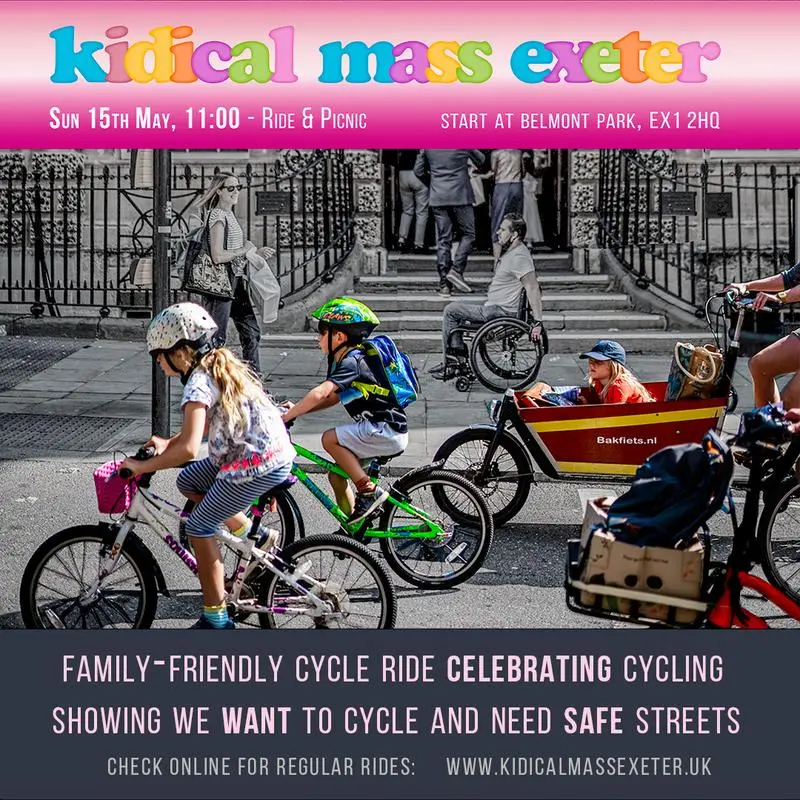 kidical mass exeter
Sun 15th May, 11:00 - Ride & Picnic
START AT BELMONT PARK, EX1 2HQ
Bakfiets.nl
FAMILY-FRIENDLY CYCLE RIDE CELEBRATING CYCLING
SHOWING WE WANT TO CYCLE AND NEED SAFE STREETS
CHECK ONLINE FOR REGULAR RIDES: WWW.KIDICALMASSEXETER.UK